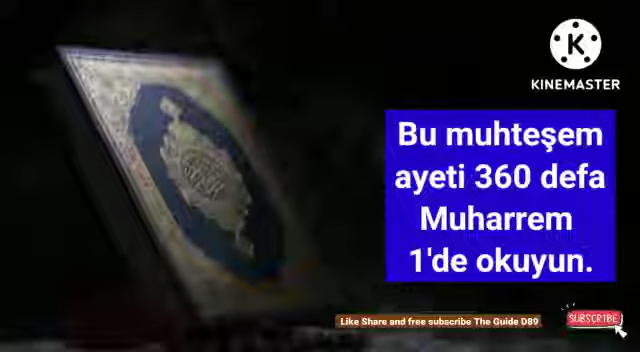 K
KINEMASTER
Bu muhteşem
ayeti 360 defa
Muharrem
1'de okuyun.
Like Share and free subscribe The Guide D89
SUBSCRIBE